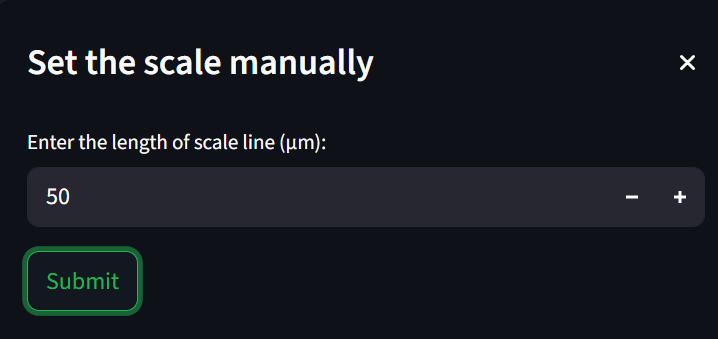 Set the scale manually
Enter the length of scale line (μm):
50
Submit